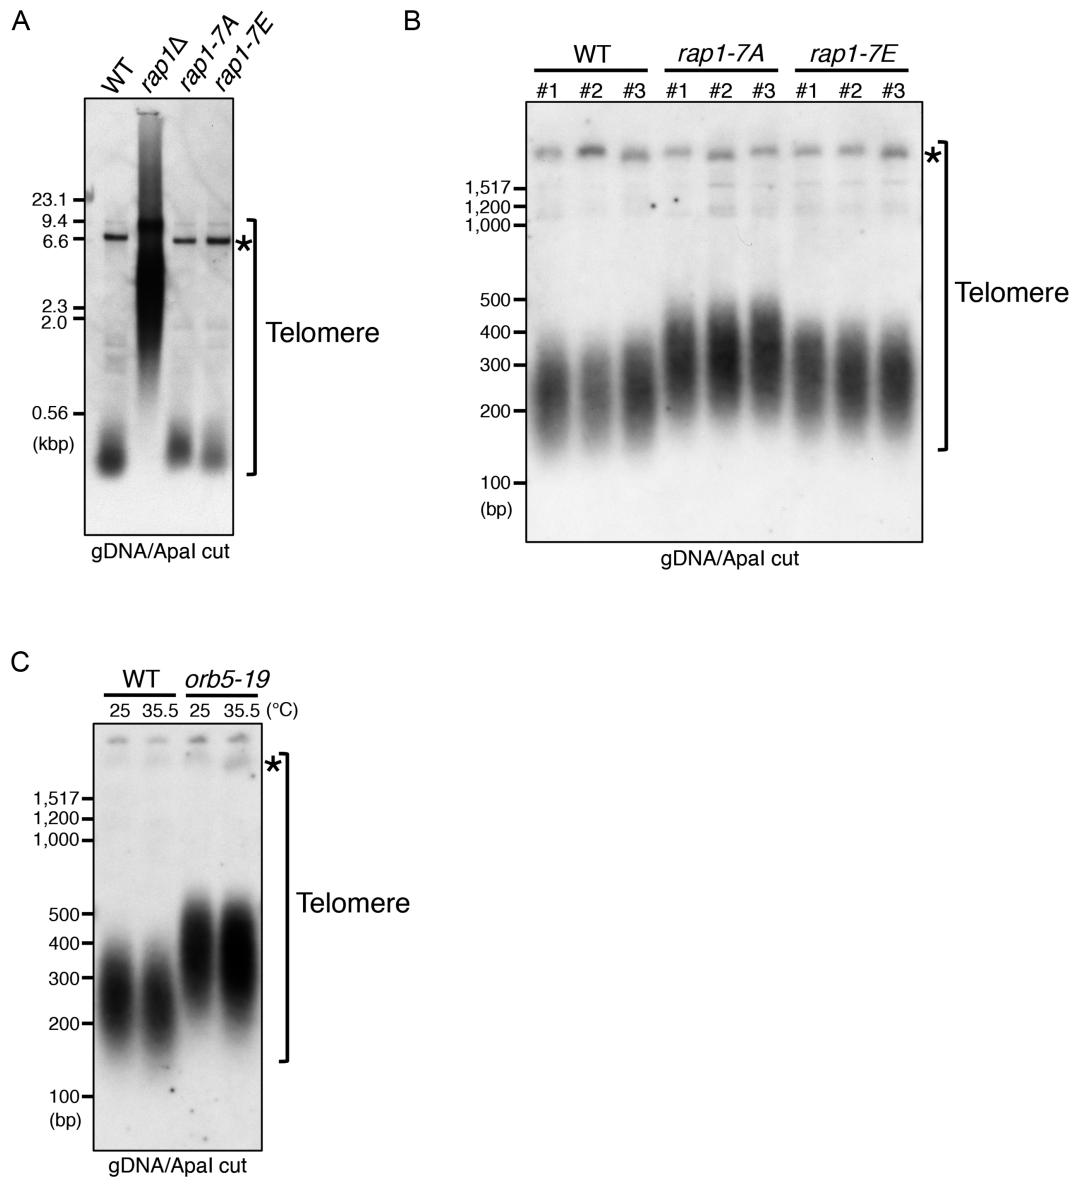 A
WT rap1Δ rap1-7A rap1-7E
23.1
9.4
6.6
*
2.3
2.0
Telomere
0.56
(kbp)
gDNA/ApaI cut
B
WT rap1-7A rap1-7E
#1 #2 #3 #1 #2 #3 #1 #2 #3
*
1,517
1,200
1,000
Telomere
500
400
300
200
100
(bp)
gDNA/ApaI cut
C
WT orb5-19
25 35.5 25 35.5 (°C)
*
1,517
1,200
1,000
Telomere
500
400
300
200
100
(bp)
gDNA/ApaI cut